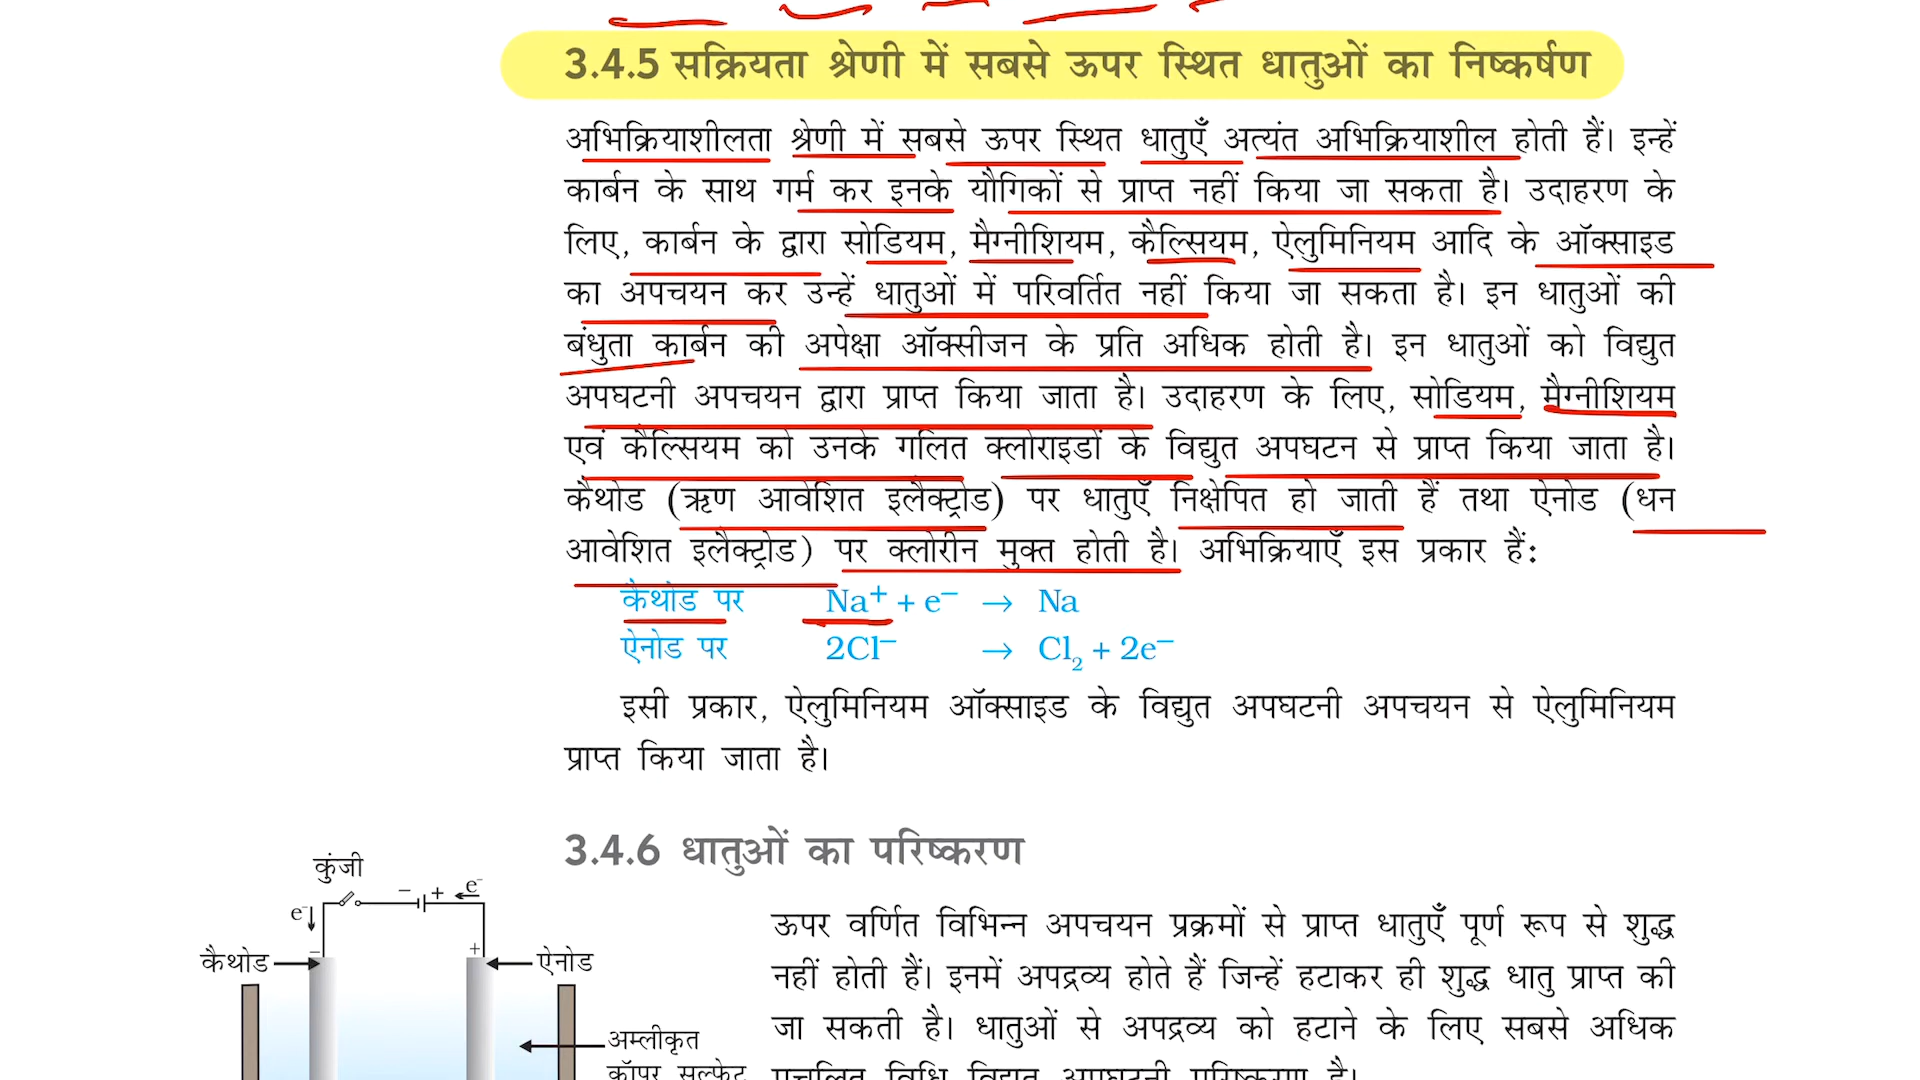 3.4.5 सक्रियता श्रेणी में सबसे ऊपर स्थित धातुओं का निष्कर्षण
अभिक्रियाशीलता श्रेणी में सबसे ऊपर स्थित धातुएँ अत्यंत अभिक्रियाशील होती हैं। इन्हें
कार्बन के साथ गर्म कर इनके यौगिकों से प्राप्त नहीं किया जा सकता है। उदाहरण के
लिए, कार्बन के द्वारा सोडियम, मैग्नीशियम, कैल्सियम, ऐलुमिनियम आदि के ऑक्साइड
का अपचयन कर उन्हें धातुओं में परिवर्तित नहीं किया जा सकता है। इन धातुओं की
बंधुता कार्बन की अपेक्षा ऑक्सीजन के प्रति अधिक होती है। इन धातुओं को विद्युत
अपघटनी अपचयन द्वारा प्राप्त किया जाता है। उदाहरण के लिए, सोडियम, मैग्नीशियम
एवं कैल्सियम को उनके गलित क्लोराइडों के विद्युत अपघटन से प्राप्त किया जाता है।
कैथोड (ऋण आवेशित इलैक्ट्रोड) पर धातुएँ निक्षेपित हो जाती हैं तथा ऐनोड (धन
आवेशित इलैक्ट्रोड) पर क्लोरीन मुक्त होती है। अभिक्रियाएँ इस प्रकार हैं:
कैथोड पर Na⁺ + e⁻ → Na
ऐनोड पर 2Cl⁻ → Cl₂ + 2e⁻
इसी प्रकार, ऐलुमिनियम ऑक्साइड के विद्युत अपघटनी अपचयन से ऐलुमिनियम
प्राप्त किया जाता है।
3.4.6 धातुओं का परिष्करण
कुंजी
− + e⁻
e⁻
− +
कैथोड ऐनोड
अम्लीकृत
कॉपर सल्फेट
ऊपर वर्णित विभिन्न अपचयन प्रक्रमों से प्राप्त धातुएँ पूर्ण रूप से शुद्ध
नहीं होती हैं। इनमें अपद्रव्य होते हैं जिन्हें हटाकर ही शुद्ध धातु प्राप्त की
जा सकती है। धातुओं से अपद्रव्य को हटाने के लिए सबसे अधिक
प्रचलित विधि विद्युत अपघटनी परिष्करण है।